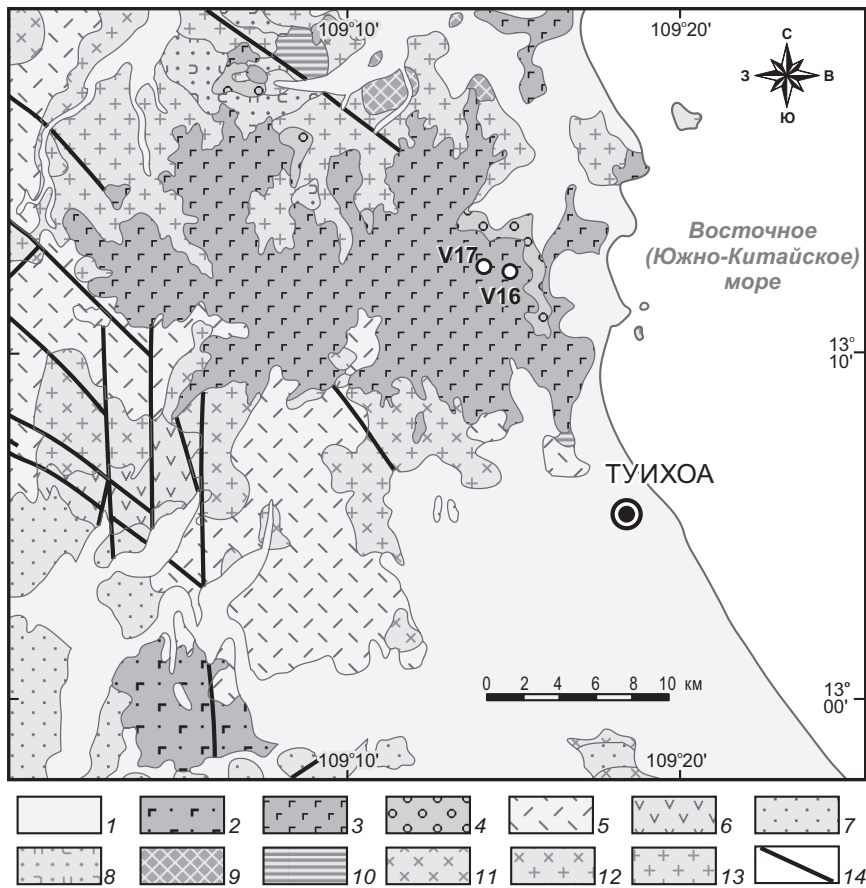 109°10' 109°20'
С
З В
Ю
Восточное
(Южно-Китайское)
море
V17
V16
13°
10'
ТУИХОА
0 2 4 6 8 10 км
13°
00'
109°10' 109°20'
1 2 3 4 5 6 7
8 9 10 11 12 13 14